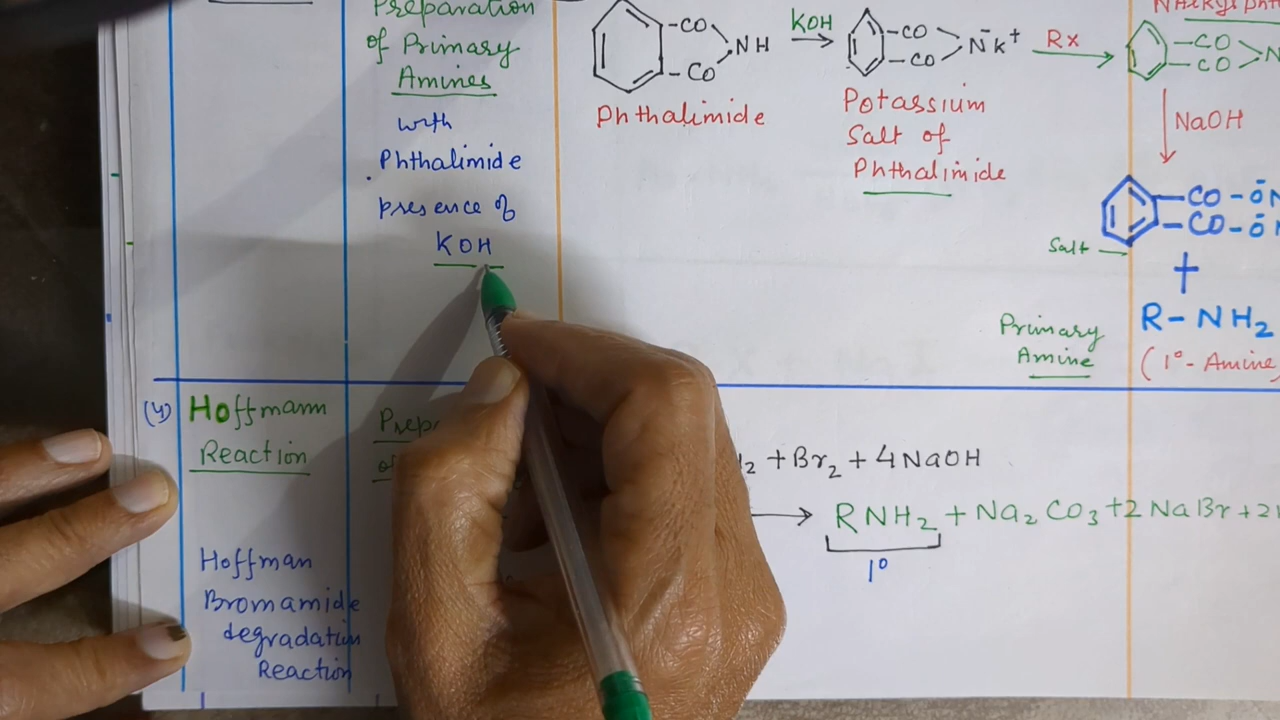 Preparation
of Primary
Amines
with
Phthalimide
presence of
KOH
-CO
NH
-CO
KOH
Phthalimide
-CO
N⁻K⁺
-CO
Potassium
Salt of
Phthalimide
Rx
-CO
-CO
N
NaOH
-CO-Ō
-CO-Ō
Salt
+
Primary
Amine
R-NH₂
(1°- Amine)
(4) Hoffmann
Reaction
Hoffman
Bromamide
degradation
Reaction
+ Br₂ + 4NaOH
RNH₂ + Na₂CO₃ + 2NaBr + 2
1°